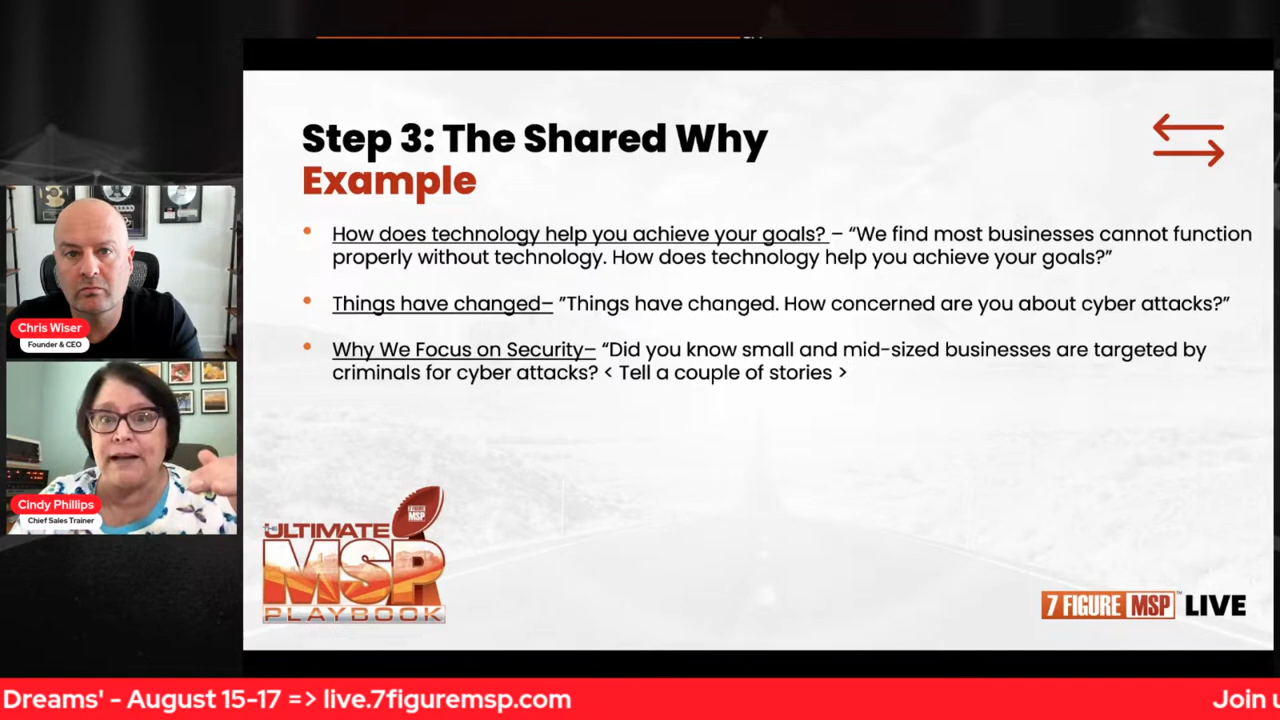 Step 3: The Shared Why
Example
• How does technology help you achieve your goals? – “We find most businesses cannot function
properly without technology. How does technology help you achieve your goals?”
• Things have changed– ”Things have changed. How concerned are you about cyber attacks?”
• Why We Focus on Security– “Did you know small and mid-sized businesses are targeted by
criminals for cyber attacks? < Tell a couple of stories >
Chris Wiser
Founder & CEO
Cindy Phillips
Chief Sales Trainer
7 FIGURE
MSP
THE
ULTIMATE
MSP
PLAYBOOK
7 FIGURE MSP™ LIVE
Dreams' - August 15-17 => live.7figuremsp.com
Join u